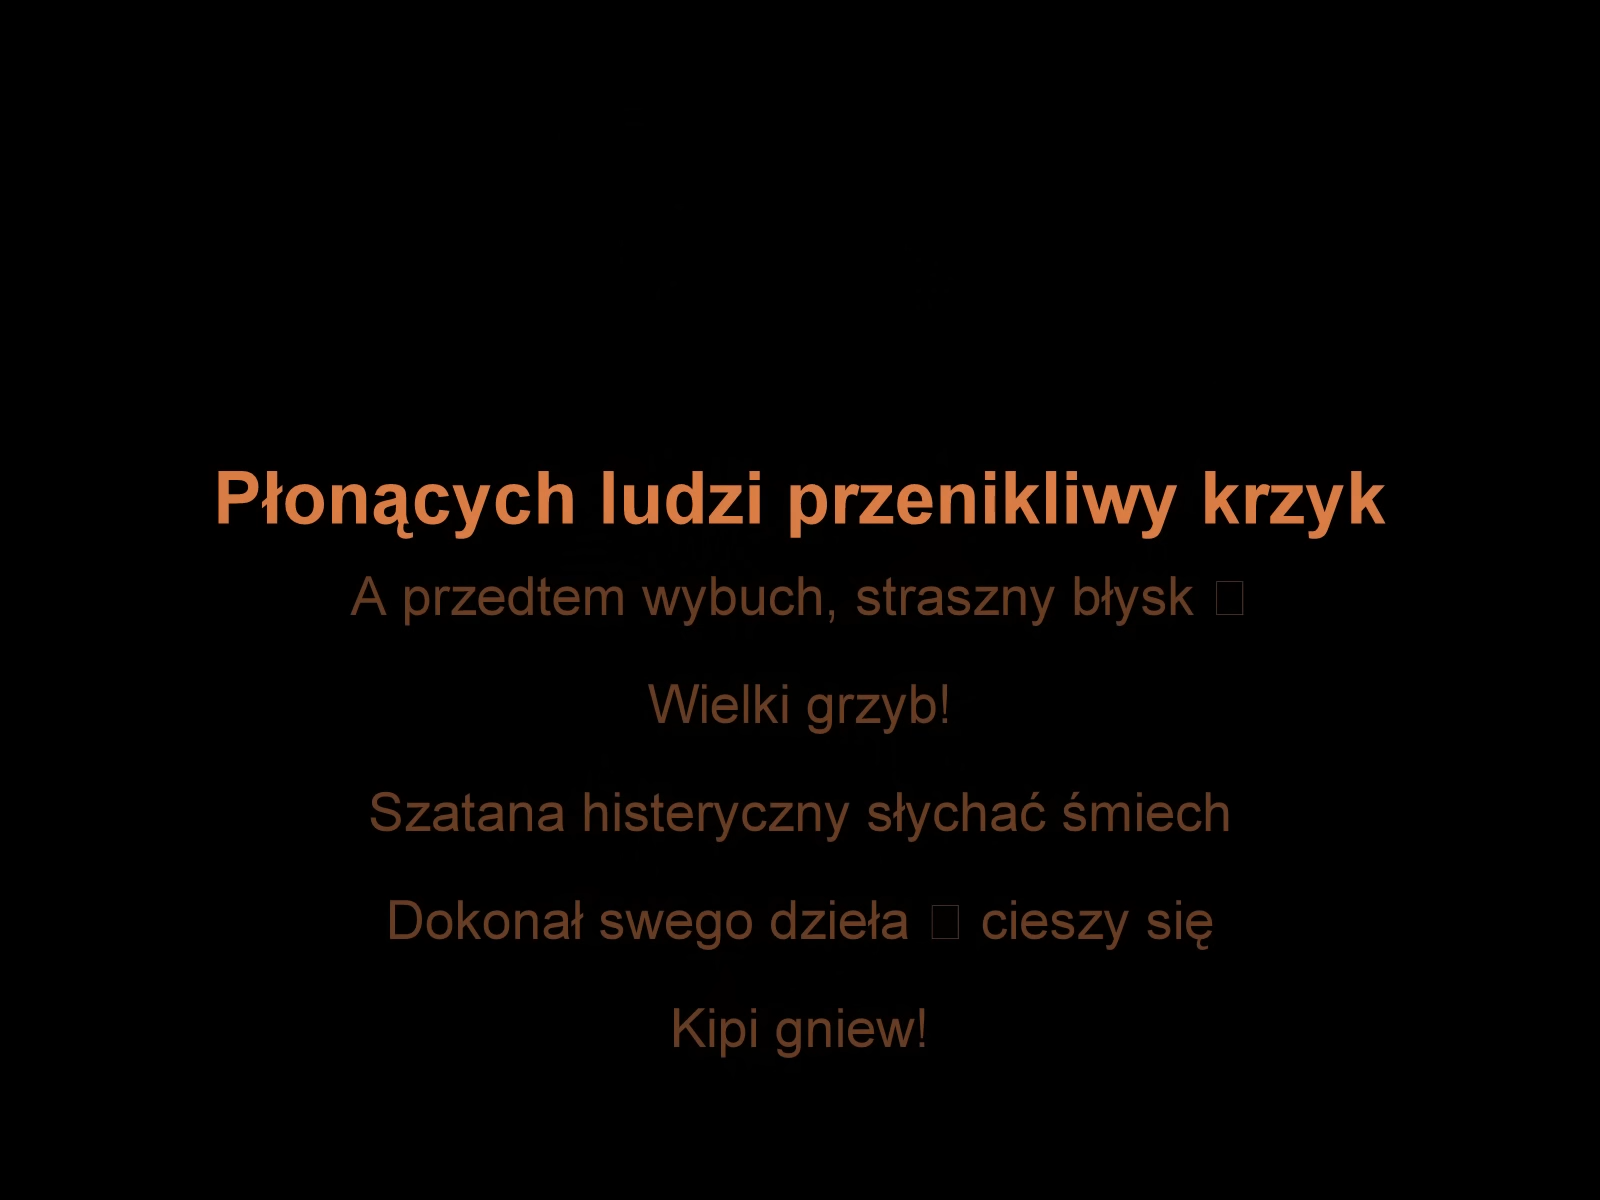 Płonących ludzi przenikliwy krzyk
A przedtem wybuch, straszny błysk □
Wielki grzyb!
Szatana histeryczny słychać śmiech
Dokonał swego dzieła □ cieszy się
Kipi gniew!